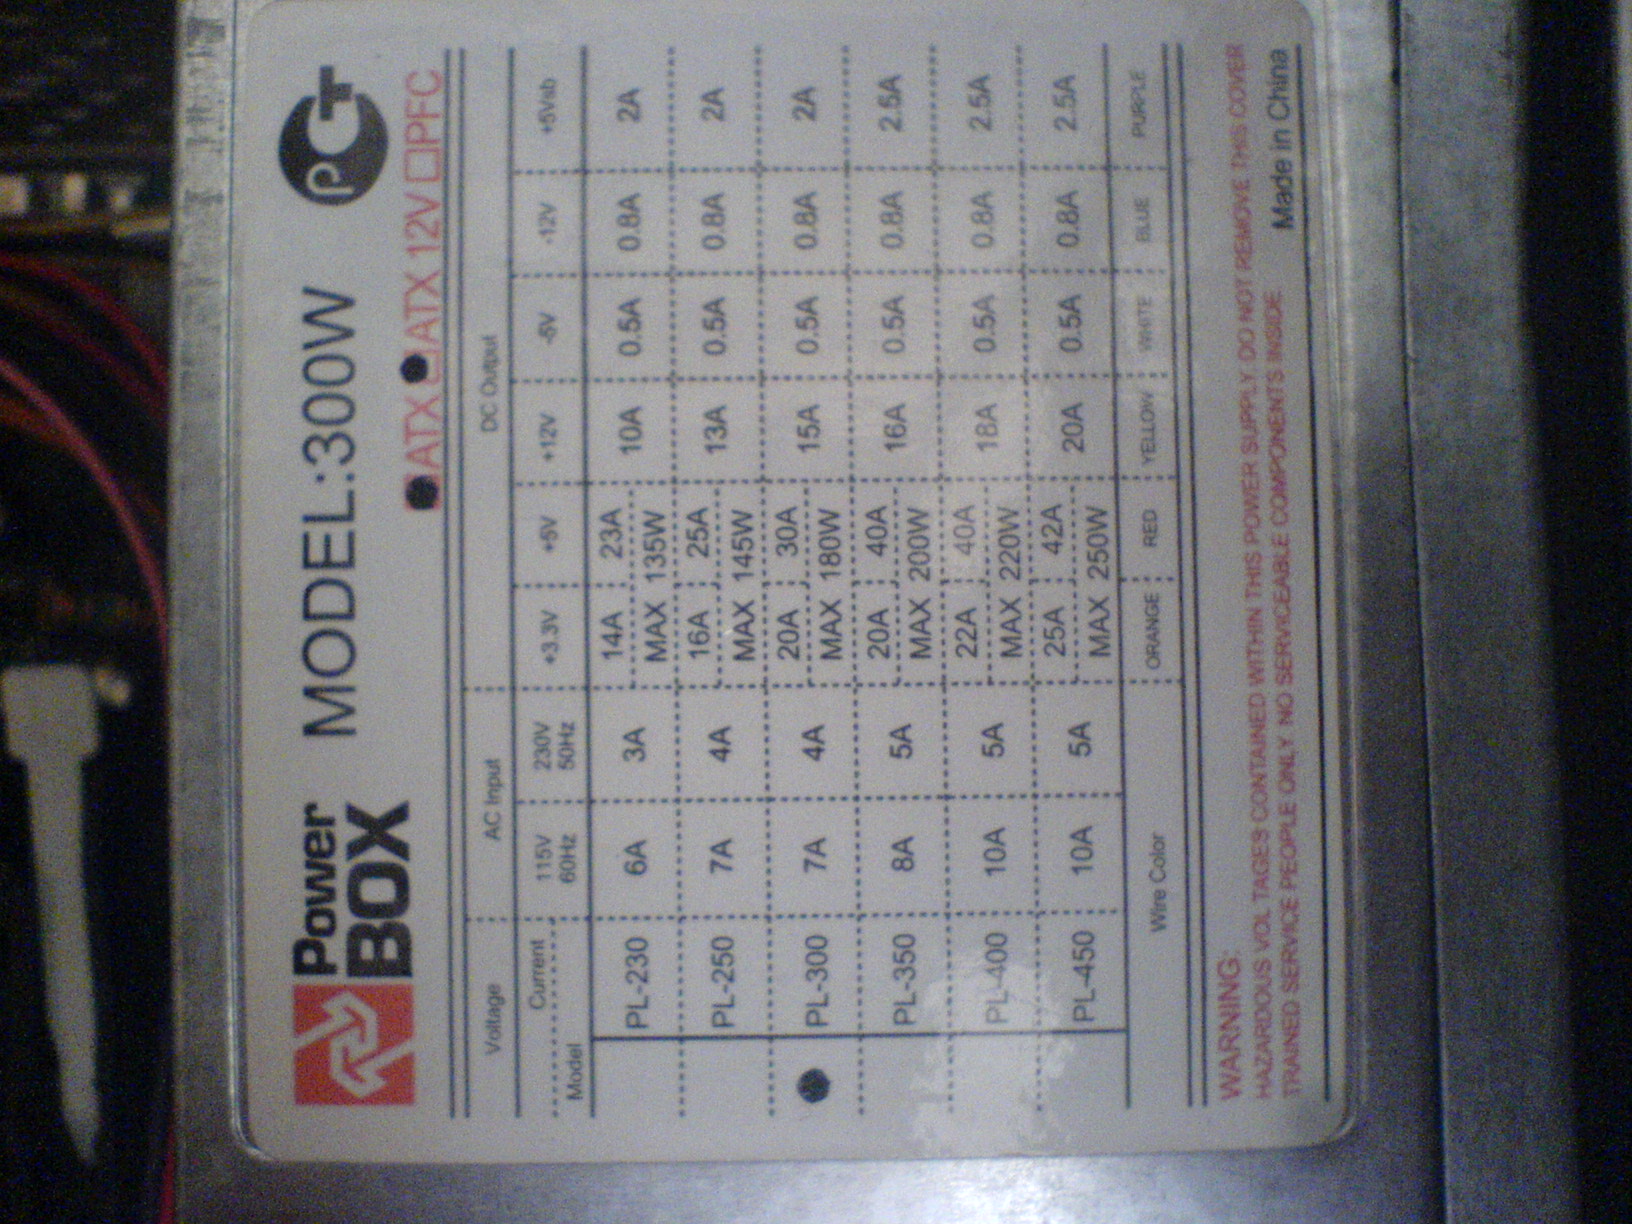 Power
BOX
MODEL:300W
PCT
ATX ATX 12V PFC
Voltage AC Input DC Output
Current 115V 230V +3.3V +5V +12V -5V -12V +5Vsb
Model 60Hz 50Hz
PL-230 6A 3A 14A 23A 10A 0.5A 0.8A 2A
MAX 135W
PL-250 7A 4A 16A 25A 13A 0.5A 0.8A 2A
MAX 145W
PL-300 7A 4A 20A 30A 15A 0.5A 0.8A 2A
MAX 180W
PL-350 8A 5A 20A 40A 16A 0.5A 0.8A 2.5A
MAX 200W
PL-400 10A 5A 22A 40A 18A 0.5A 0.8A 2.5A
MAX 220W
PL-450 10A 5A 25A 42A 20A 0.5A 0.8A 2.5A
MAX 250W
Wire Color ORANGE RED YELLOW WHITE BLUE PURPLE
WARNING:
HAZARDOUS VOL TAGES CONTAINED WITHIN THIS POWER SUPPLY DO NOT REMOVE THIS COVER
TRAINED SERVICE PEOPLE ONLY NO SERVICEABLE COMPONENTS INSIDE Made in China